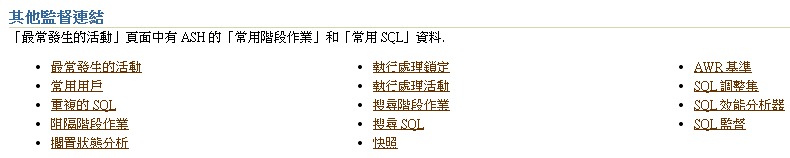 其他監督連結
「最常發生的活動」頁面中有 ASH 的「常用階段作業」和「常用 SQL」資料.
最常發生的活動
常用用戶
重複的 SQL
阻隔階段作業
擱置狀態分析
執行處理鎖定
執行處理活動
搜尋階段作業
搜尋 SQL
快照
AWR 基準
SQL 調整集
SQL 效能分析器
SQL 監督